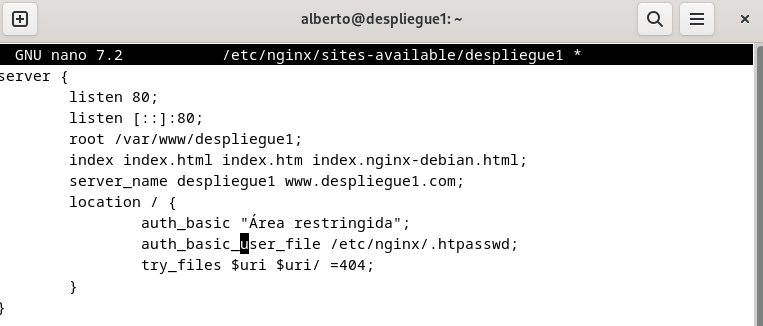 alberto@despliegue1: ~
GNU nano 7.2 /etc/nginx/sites-available/despliegue1 *
server {
listen 80;
listen [::]:80;
root /var/www/despliegue1;
index index.html index.htm index.nginx-debian.html;
server_name despliegue1 www.despliegue1.com;
location / {
auth_basic "Área restringida";
auth_basic_user_file /etc/nginx/.htpasswd;
try_files $uri $uri/ =404;
}
}